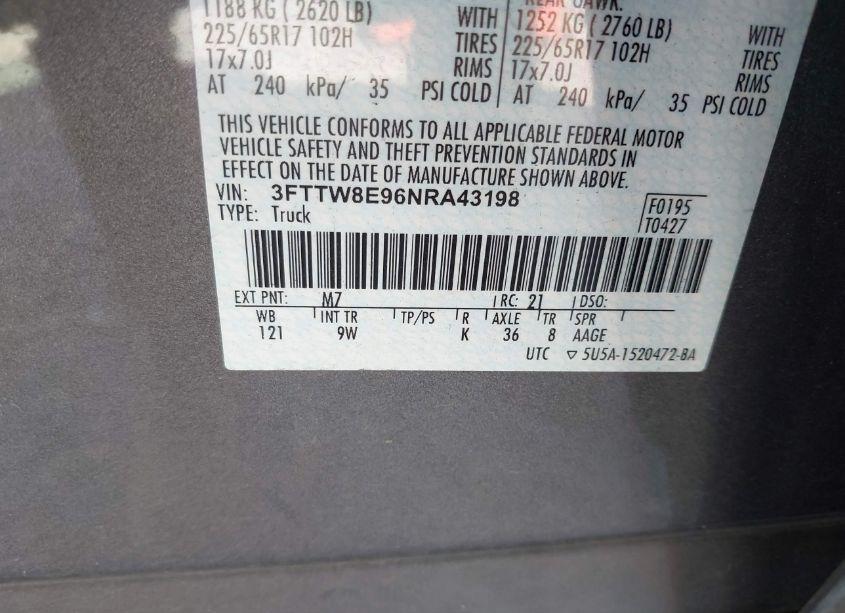 1188 KG ( 2620 LB) WITH
225/65R17 102H TIRES
17x7.0J RIMS
AT 240 kPa/ 35 PSI COLD
REAR GAWR:
1252 KG ( 2760 LB) WITH
225/65R17 102H TIRES
17x7.0J RIMS
AT 240 kPa/ 35 PSI COLD
THIS VEHICLE CONFORMS TO ALL APPLICABLE FEDERAL MOTOR
VEHICLE SAFETY AND THEFT PREVENTION STANDARDS IN
EFFECT ON THE DATE OF MANUFACTURE SHOWN ABOVE.
VIN: 3FTTW8E96NRA43198
TYPE: Truck
F0195
T0427
EXT PNT: M7 RC: 21 DSO:
WB INT TR TP/PS R AXLE TR SPR
121 9W K 36 8 AAGE
UTC ▽ 5U5A-1520472-BA